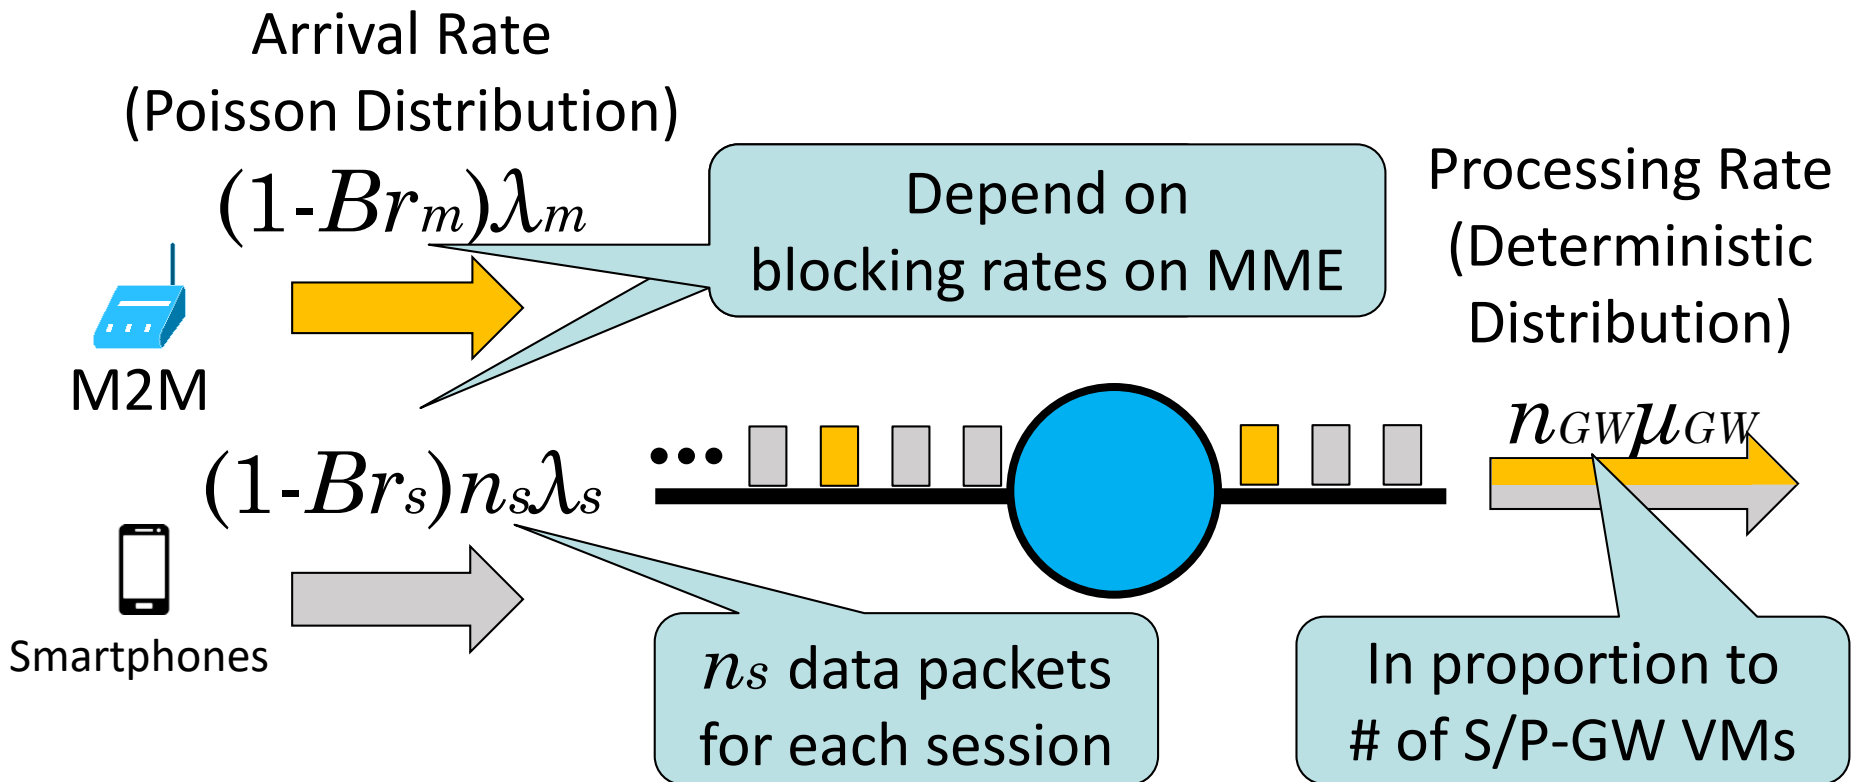 Arrival Rate
(Poisson Distribution)
(1-Brm)λm
M2M
(1-Brs)nsλs
Smartphones
Depend on
blocking rates on MME
•••
ns data packets
for each session
Processing Rate
(Deterministic
Distribution)
nGWμGW
In proportion to
# of S/P-GW VMs